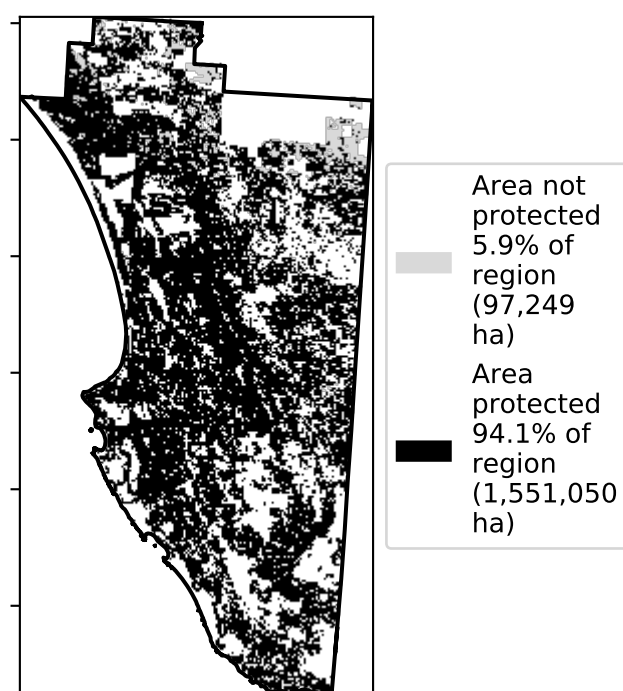 Area not
protected
5.9% of
region
(97,249
ha)
Area
protected
94.1% of
region
(1,551,050
ha)